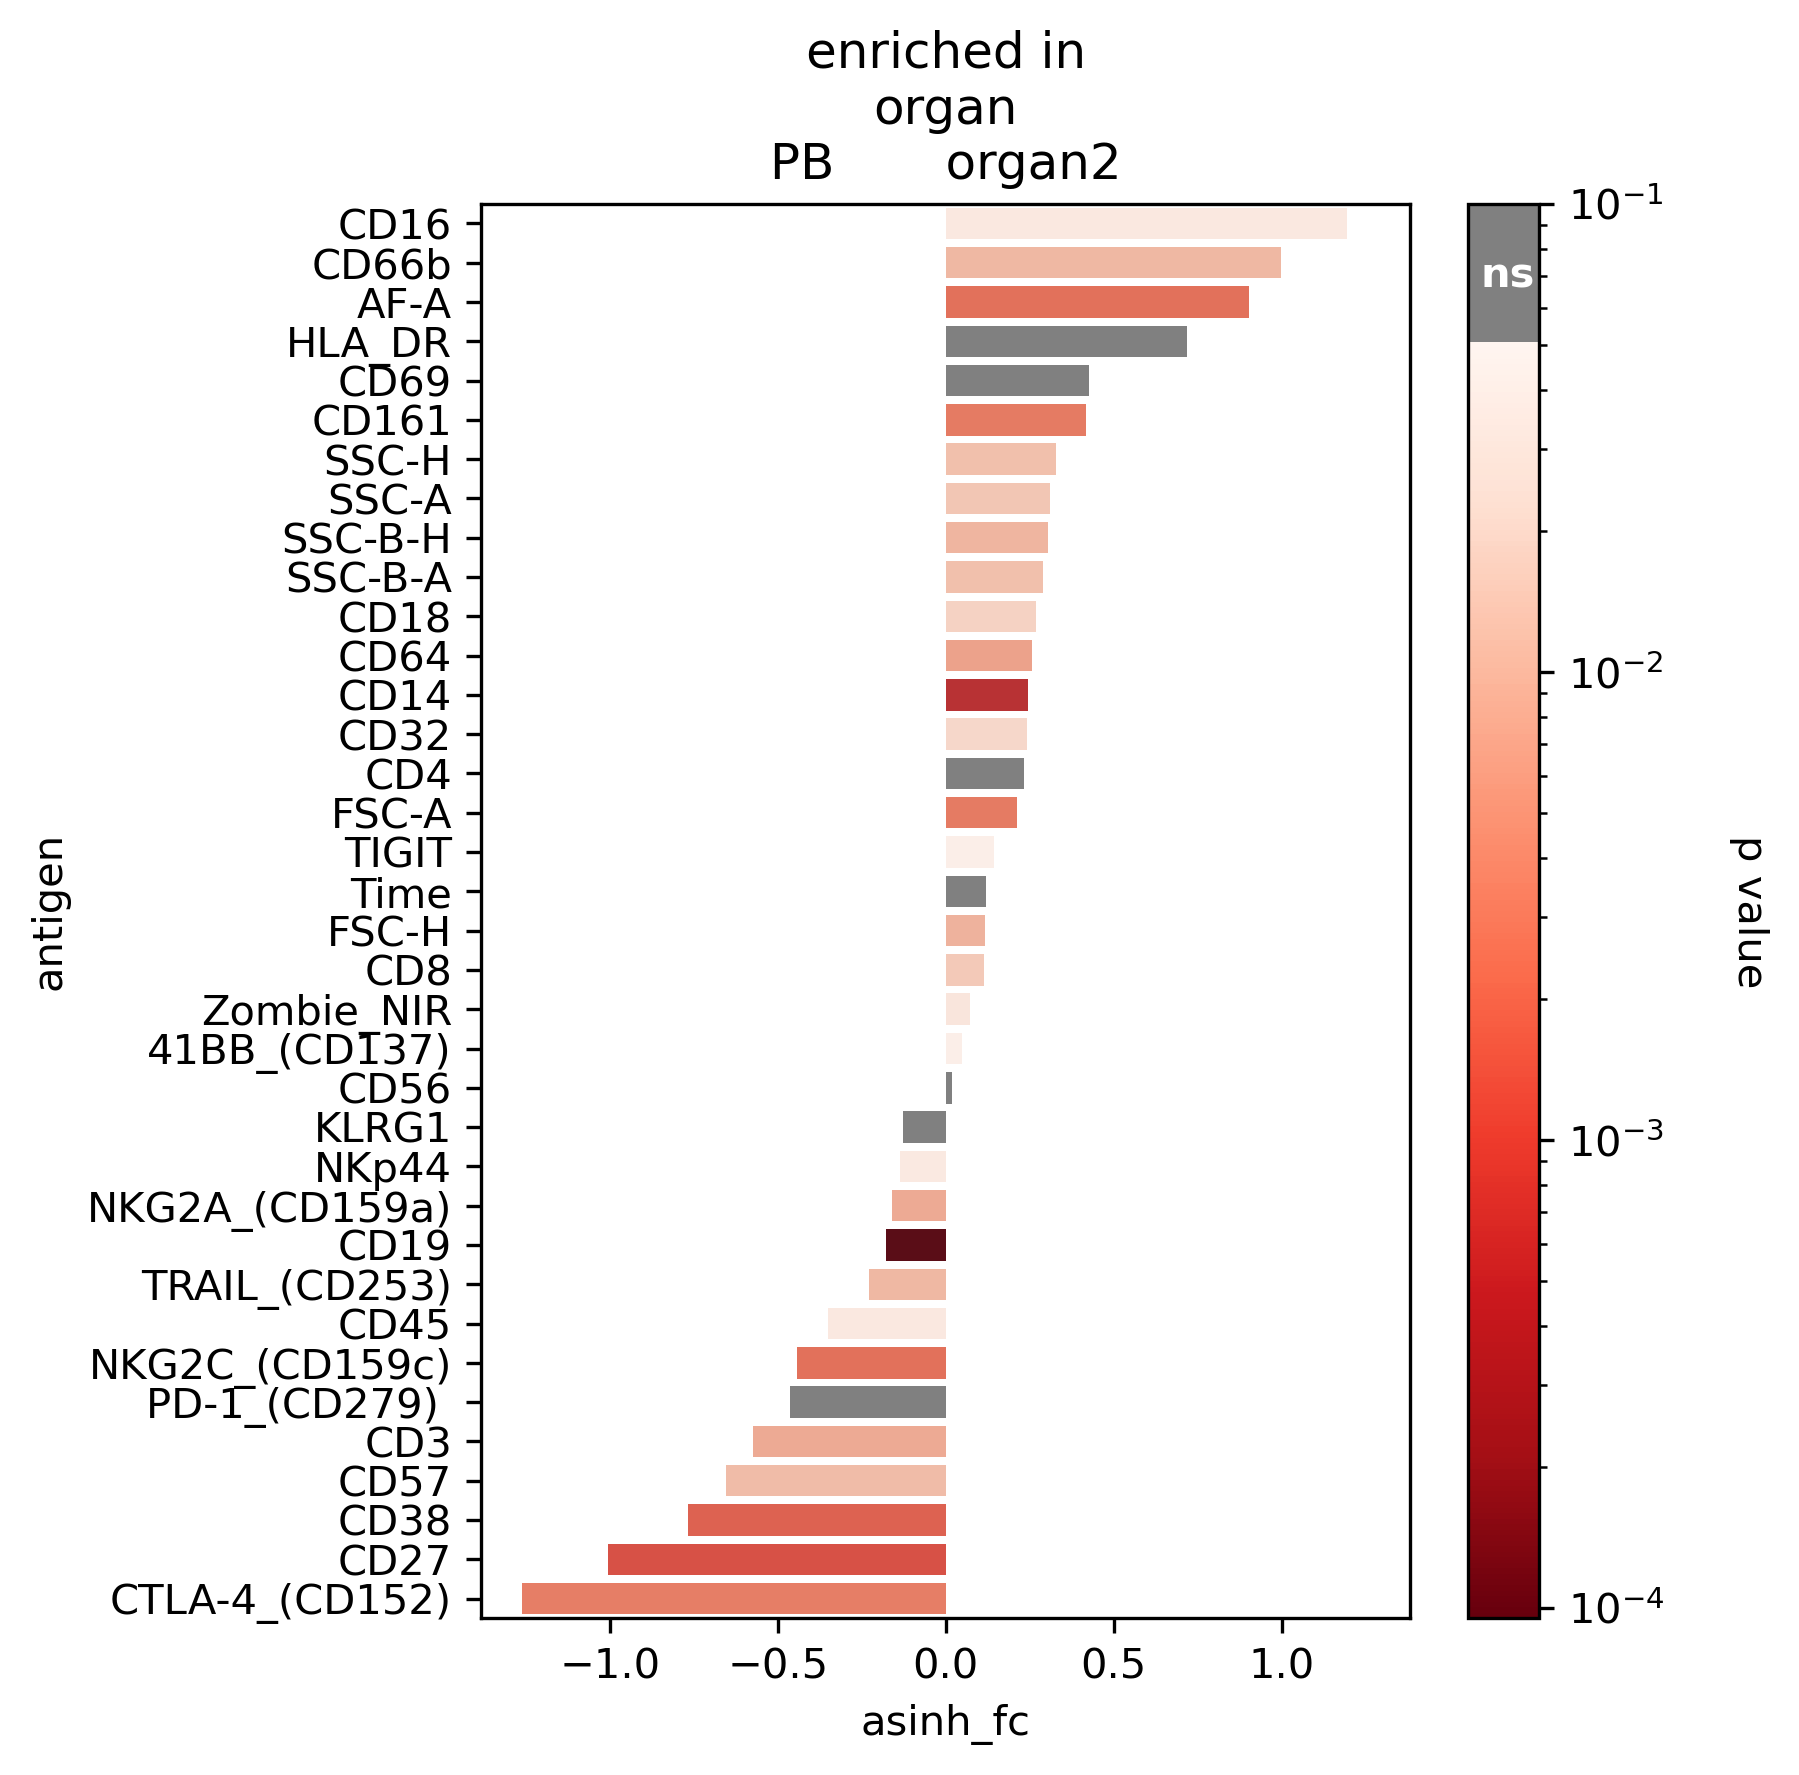 enriched in
organ
PB organ2
CD16
CD66b
AF-A
HLA_DR
CD69
CD161
SSC-H
SSC-A
SSC-B-H
SSC-B-A
CD18
CD64
CD14
CD32
CD4
FSC-A
TIGIT
Time
FSC-H
CD8
Zombie_NIR
41BB_(CD137)
CD56
KLRG1
NKp44
NKG2A_(CD159a)
CD19
TRAIL_(CD253)
CD45
NKG2C_(CD159c)
PD-1_(CD279)
CD3
CD57
CD38
CD27
CTLA-4_(CD152)
antigen
−1.0 −0.5 0.0 0.5 1.0
asinh_fc
ns
10⁻¹
10⁻²
10⁻³
10⁻⁴
p value